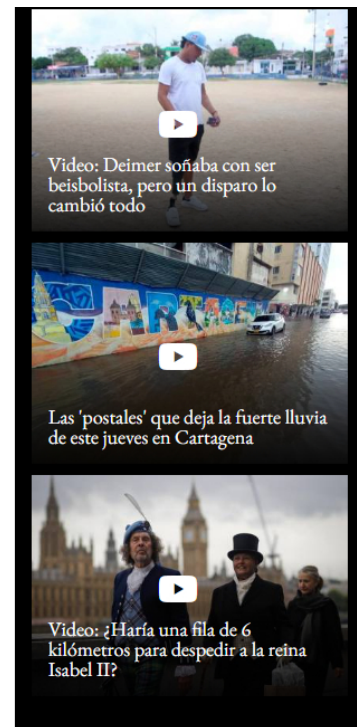 Video: Deimer soñaba con ser
beisbolista, pero un disparo lo
cambió todo
Las 'postales' que deja la fuerte lluvia
de este jueves en Cartagena
Video: ¿Haría una fila de 6
kilómetros para despedir a la reina
Isabel II?